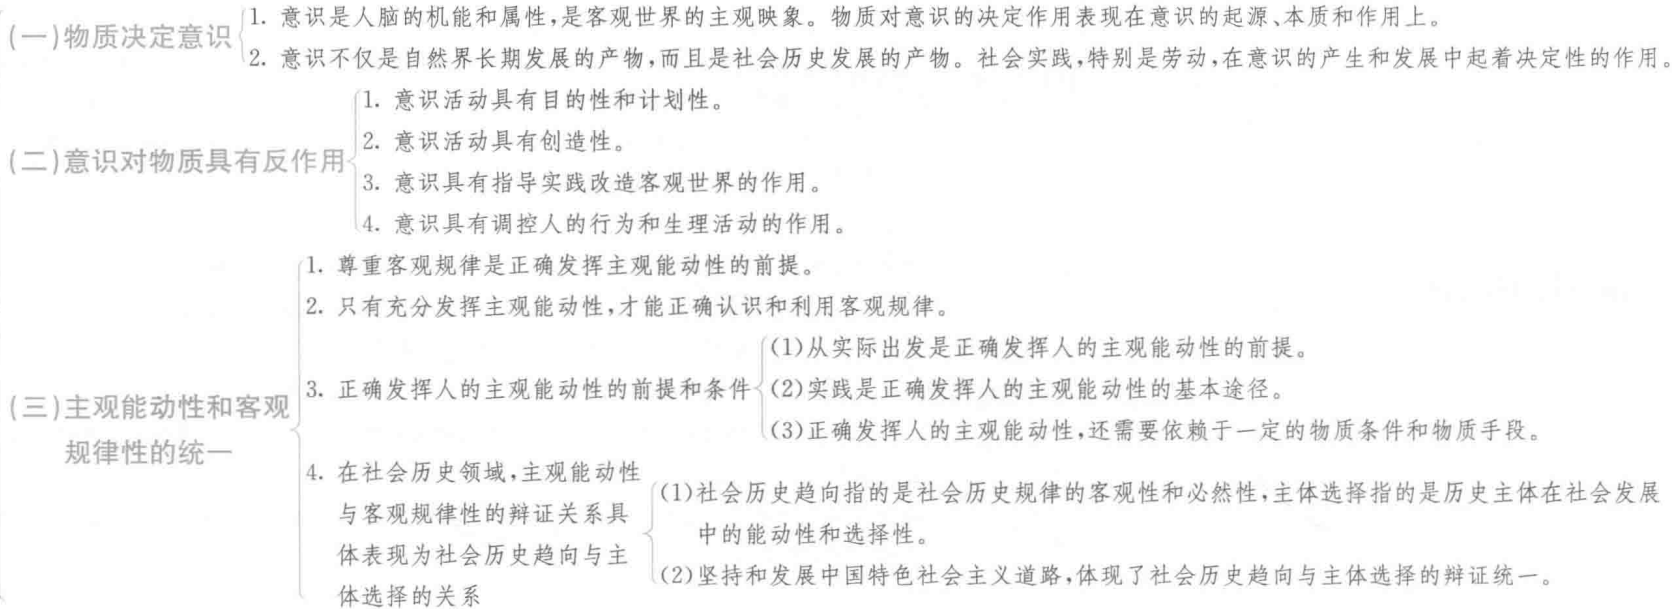 (一)物质决定意识
1. 意识是人脑的机能和属性,是客观世界的主观映象。物质对意识的决定作用表现在意识的起源、本质和作用上。
2. 意识不仅是自然界长期发展的产物,而且是社会历史发展的产物。社会实践,特别是劳动,在意识的产生和发展中起着决定性的作用。
(二)意识对物质具有反作用
1. 意识活动具有目的性和计划性。
2. 意识活动具有创造性。
3. 意识具有指导实践改造客观世界的作用。
4. 意识具有调控人的行为和生理活动的作用。
(三)主观能动性和客观
规律性的统一
1. 尊重客观规律是正确发挥主观能动性的前提。
2. 只有充分发挥主观能动性,才能正确认识和利用客观规律。
3. 正确发挥人的主观能动性的前提和条件
(1)从实际出发是正确发挥人的主观能动性的前提。
(2)实践是正确发挥人的主观能动性的基本途径。
(3)正确发挥人的主观能动性,还需要依赖于一定的物质条件和物质手段。
4. 在社会历史领域,主观能动性
与客观规律性的辩证关系具
体表现为社会历史趋向与主
体选择的关系
(1)社会历史趋向指的是社会历史规律的客观性和必然性,主体选择指的是历史主体在社会发展
中的能动性和选择性。
(2)坚持和发展中国特色社会主义道路,体现了社会历史趋向与主体选择的辩证统一。